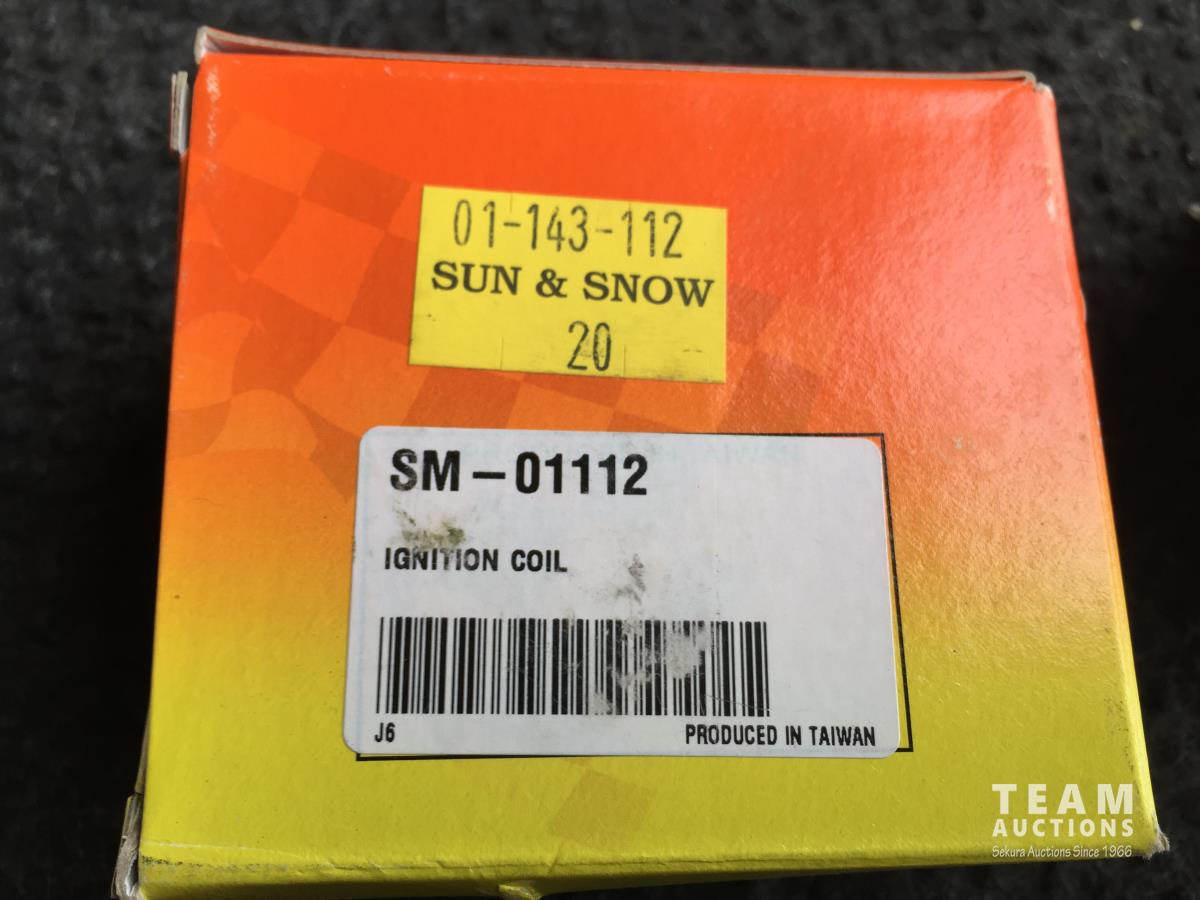 01-143-112
SUN & SNOW
20
SM-01112
IGNITION COIL
J6
PRODUCED IN TAIWAN
TEAM
AUCTIONS
Sekura Auctions Since 1966